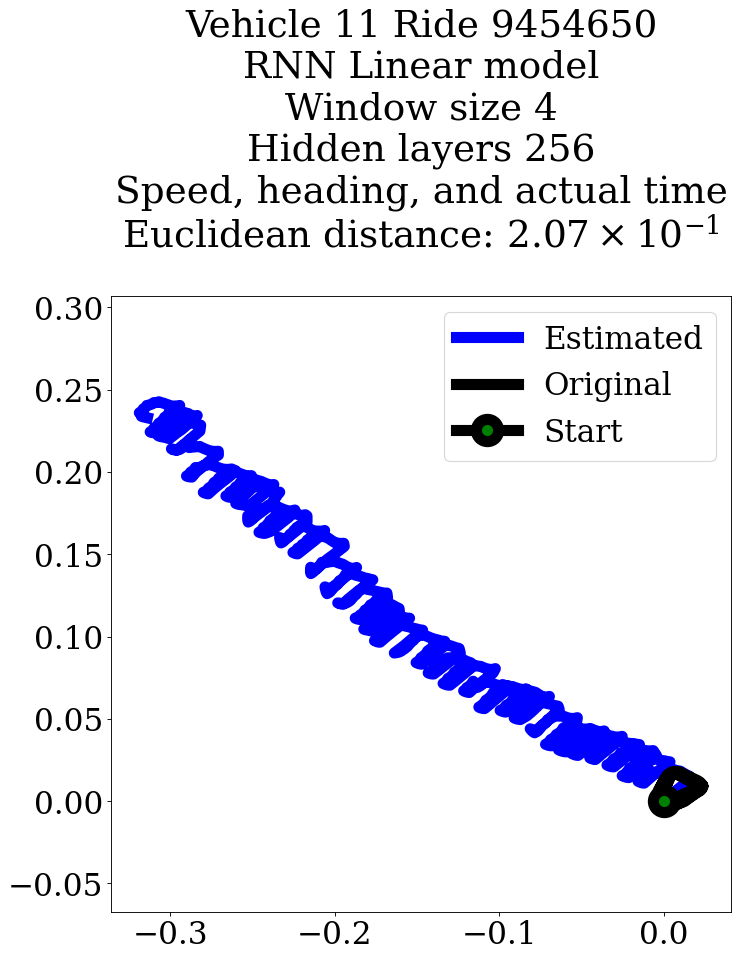 Vehicle 11 Ride 9454650
RNN Linear model
Window size 4
Hidden layers 256
Speed, heading, and actual time
Euclidean distance: 2.07 × 10⁻¹
Estimated
Original
Start
0.30
0.25
0.20
0.15
0.10
0.05
0.00
−0.05
−0.3 −0.2 −0.1 0.0